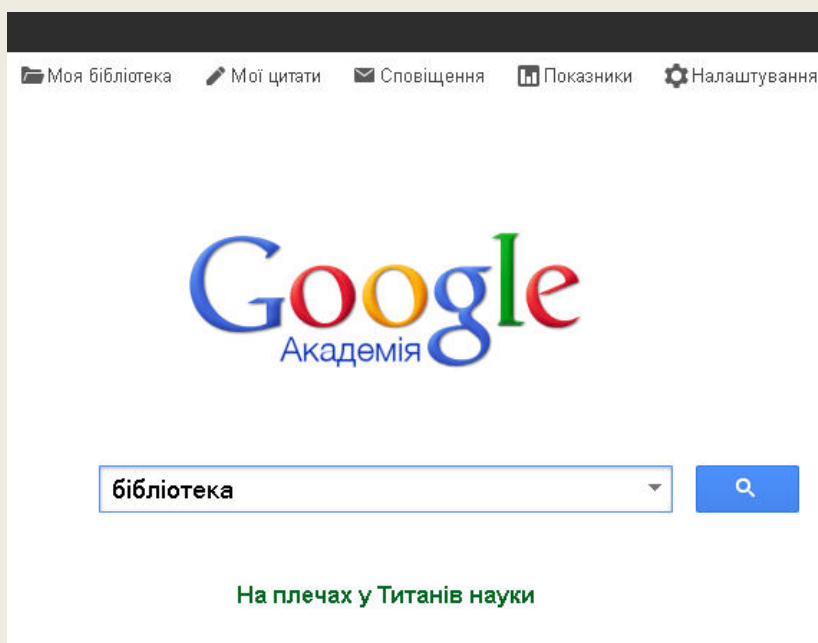 Моя бібліотека Мої цитати Сповіщення Показники Налаштування
Google
Академія
бібліотека
На плечах у Титанів науки